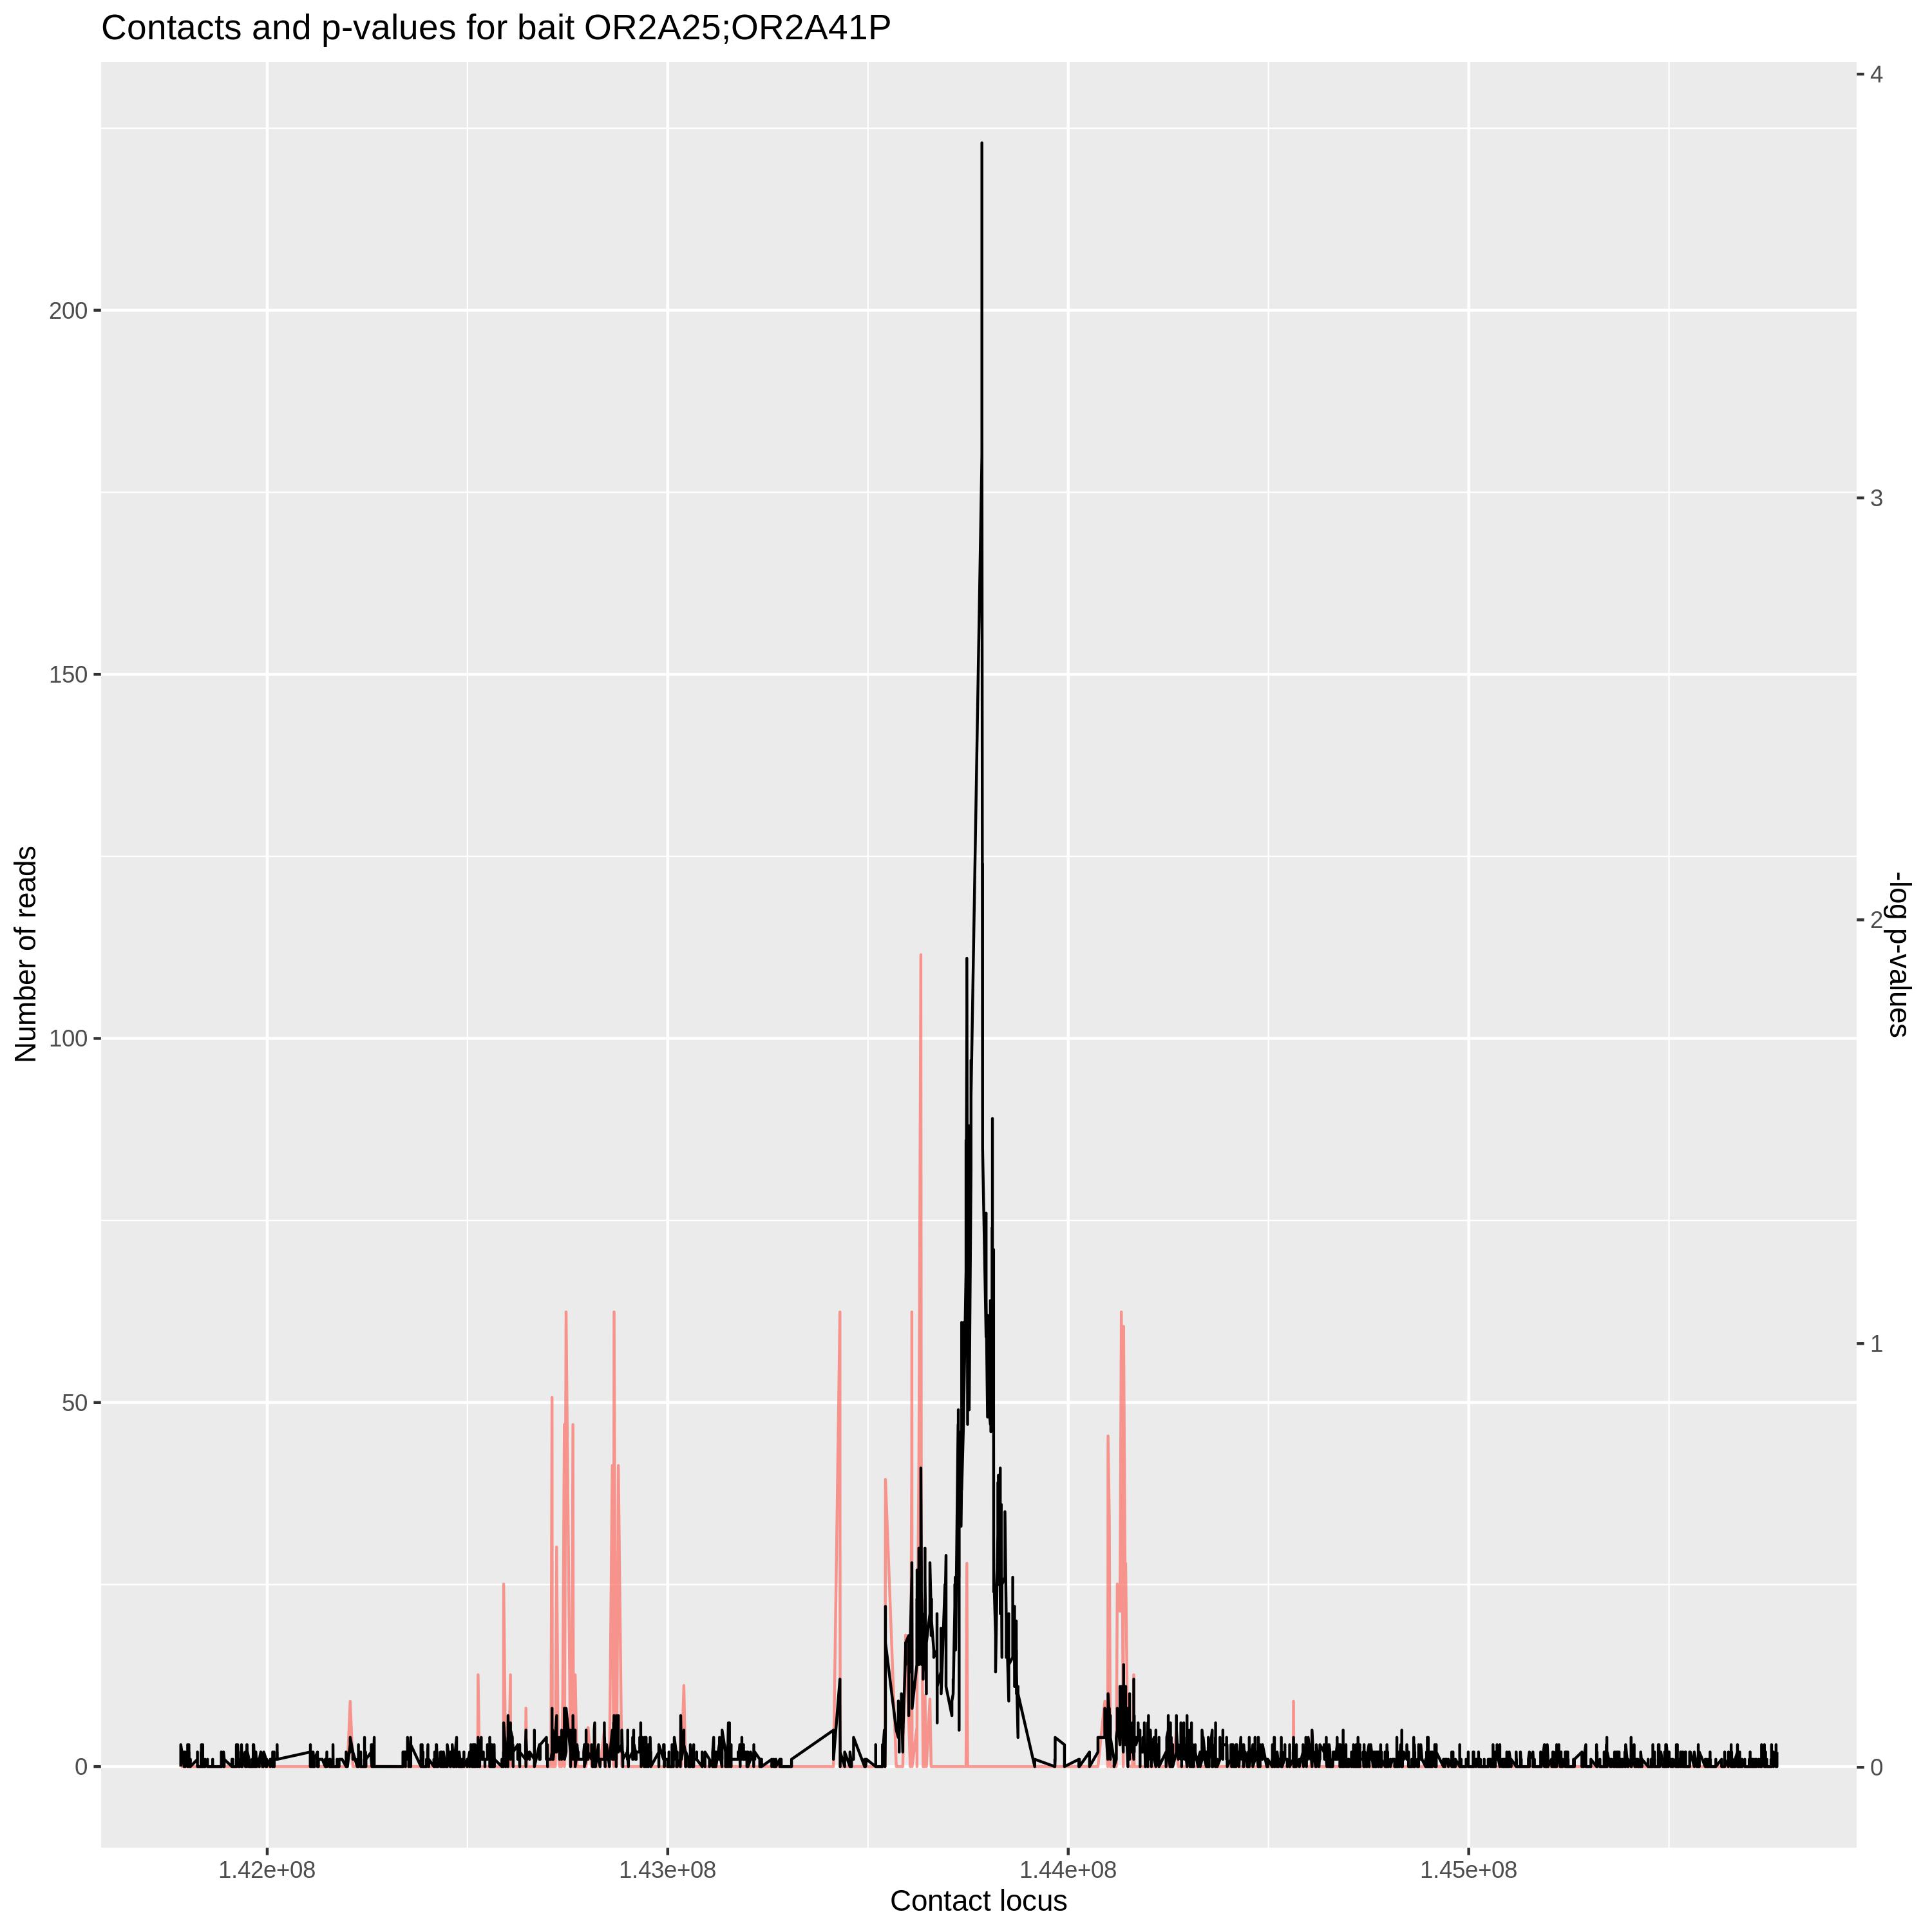 Contacts and p-values for bait OR2A25;OR2A41P
Number of reads
200
150
100
50
0
4
3
2
1
0
-log p-values
1.42e+08
1.43e+08
1.44e+08
1.45e+08
Contact locus